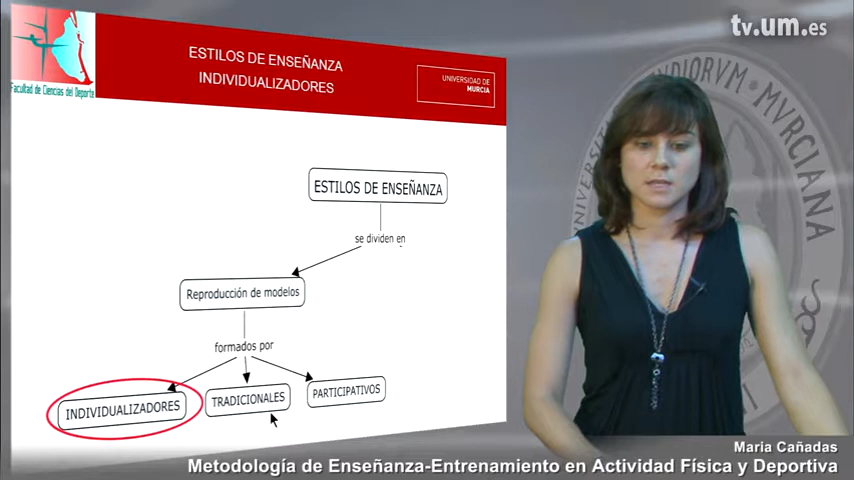 tv.um.es
ESTILOS DE ENSEÑANZA
INDIVIDUALIZADORES
UNIVERSIDAD DE
MURCIA
Facultad de Ciencias del Deporte
ESTILOS DE ENSEÑANZA
se dividen en
Reproducción de modelos
formados por
INDIVIDUALIZADORES
TRADICIONALES
PARTICIPATIVOS
MVRCIANA
Maria Cañadas
Metodología de Enseñanza-Entrenamiento en Actividad Física y Deportiva